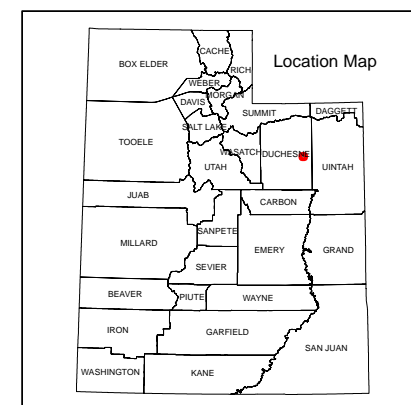 Location Map
BOX ELDER
CACHE
RICH
WEBER
MORGAN
DAVIS
SUMMIT
DAGGETT
SALT LAKE
TOOELE
WASATCH
DUCHESNE
UTAH
UINTAH
JUAB
CARBON
SANPETE
MILLARD
EMERY
GRAND
SEVIER
BEAVER
PIUTE
WAYNE
IRON
GARFIELD
SAN JUAN
WASHINGTON
KANE